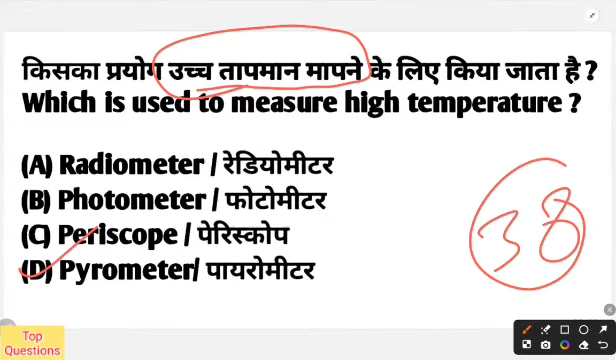 किसका प्रयोग उच्च तापमान मापने के लिए किया जाता है ?
Which is used to measure high temperature ?
(A) Radiometer / रेडियोमीटर
(B) Photometer / फोटोमीटर
(C) Periscope / पेरिस्कोप
(D) Pyrometer/ पायरोमीटर
38
Top
Questions